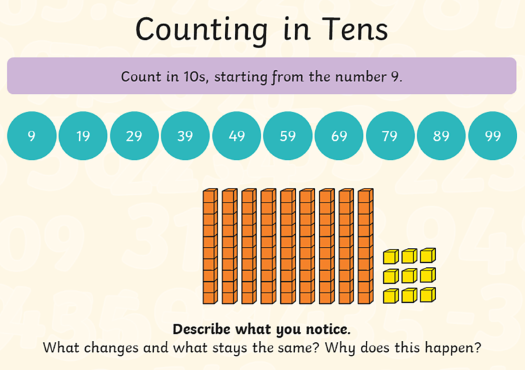 Counting in Tens
Count in 10s, starting from the number 9.
9 19 29 39 49 59 69 79 89 99
Describe what you notice.
What changes and what stays the same? Why does this happen?